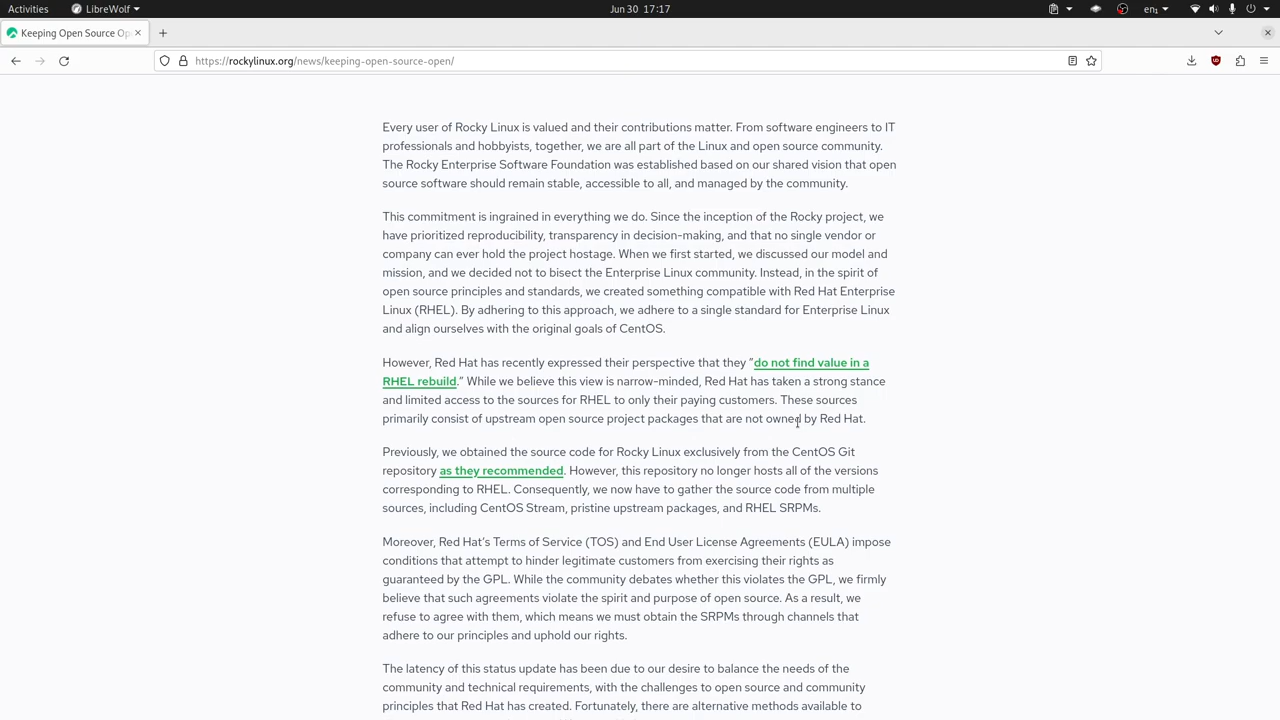 Activities LibreWolf Jun 30 17:17 en₁
Keeping Open Source Op
https://rockylinux.org/news/keeping-open-source-open/
Every user of Rocky Linux is valued and their contributions matter. From software engineers to IT
professionals and hobbyists, together, we are all part of the Linux and open source community.
The Rocky Enterprise Software Foundation was established based on our shared vision that open
source software should remain stable, accessible to all, and managed by the community.
This commitment is ingrained in everything we do. Since the inception of the Rocky project, we
have prioritized reproducibility, transparency in decision-making, and that no single vendor or
company can ever hold the project hostage. When we first started, we discussed our model and
mission, and we decided not to bisect the Enterprise Linux community. Instead, in the spirit of
open source principles and standards, we created something compatible with Red Hat Enterprise
Linux (RHEL). By adhering to this approach, we adhere to a single standard for Enterprise Linux
and align ourselves with the original goals of CentOS.
However, Red Hat has recently expressed their perspective that they “do not find value in a
RHEL rebuild.” While we believe this view is narrow-minded, Red Hat has taken a strong stance
and limited access to the sources for RHEL to only their paying customers. These sources
primarily consist of upstream open source project packages that are not owned by Red Hat.
Previously, we obtained the source code for Rocky Linux exclusively from the CentOS Git
repository as they recommended. However, this repository no longer hosts all of the versions
corresponding to RHEL. Consequently, we now have to gather the source code from multiple
sources, including CentOS Stream, pristine upstream packages, and RHEL SRPMs.
Moreover, Red Hat’s Terms of Service (TOS) and End User License Agreements (EULA) impose
conditions that attempt to hinder legitimate customers from exercising their rights as
guaranteed by the GPL. While the community debates whether this violates the GPL, we firmly
believe that such agreements violate the spirit and purpose of open source. As a result, we
refuse to agree with them, which means we must obtain the SRPMs through channels that
adhere to our principles and uphold our rights.
The latency of this status update has been due to our desire to balance the needs of the
community and technical requirements, with the challenges to open source and community
principles that Red Hat has created. Fortunately, there are alternative methods available to